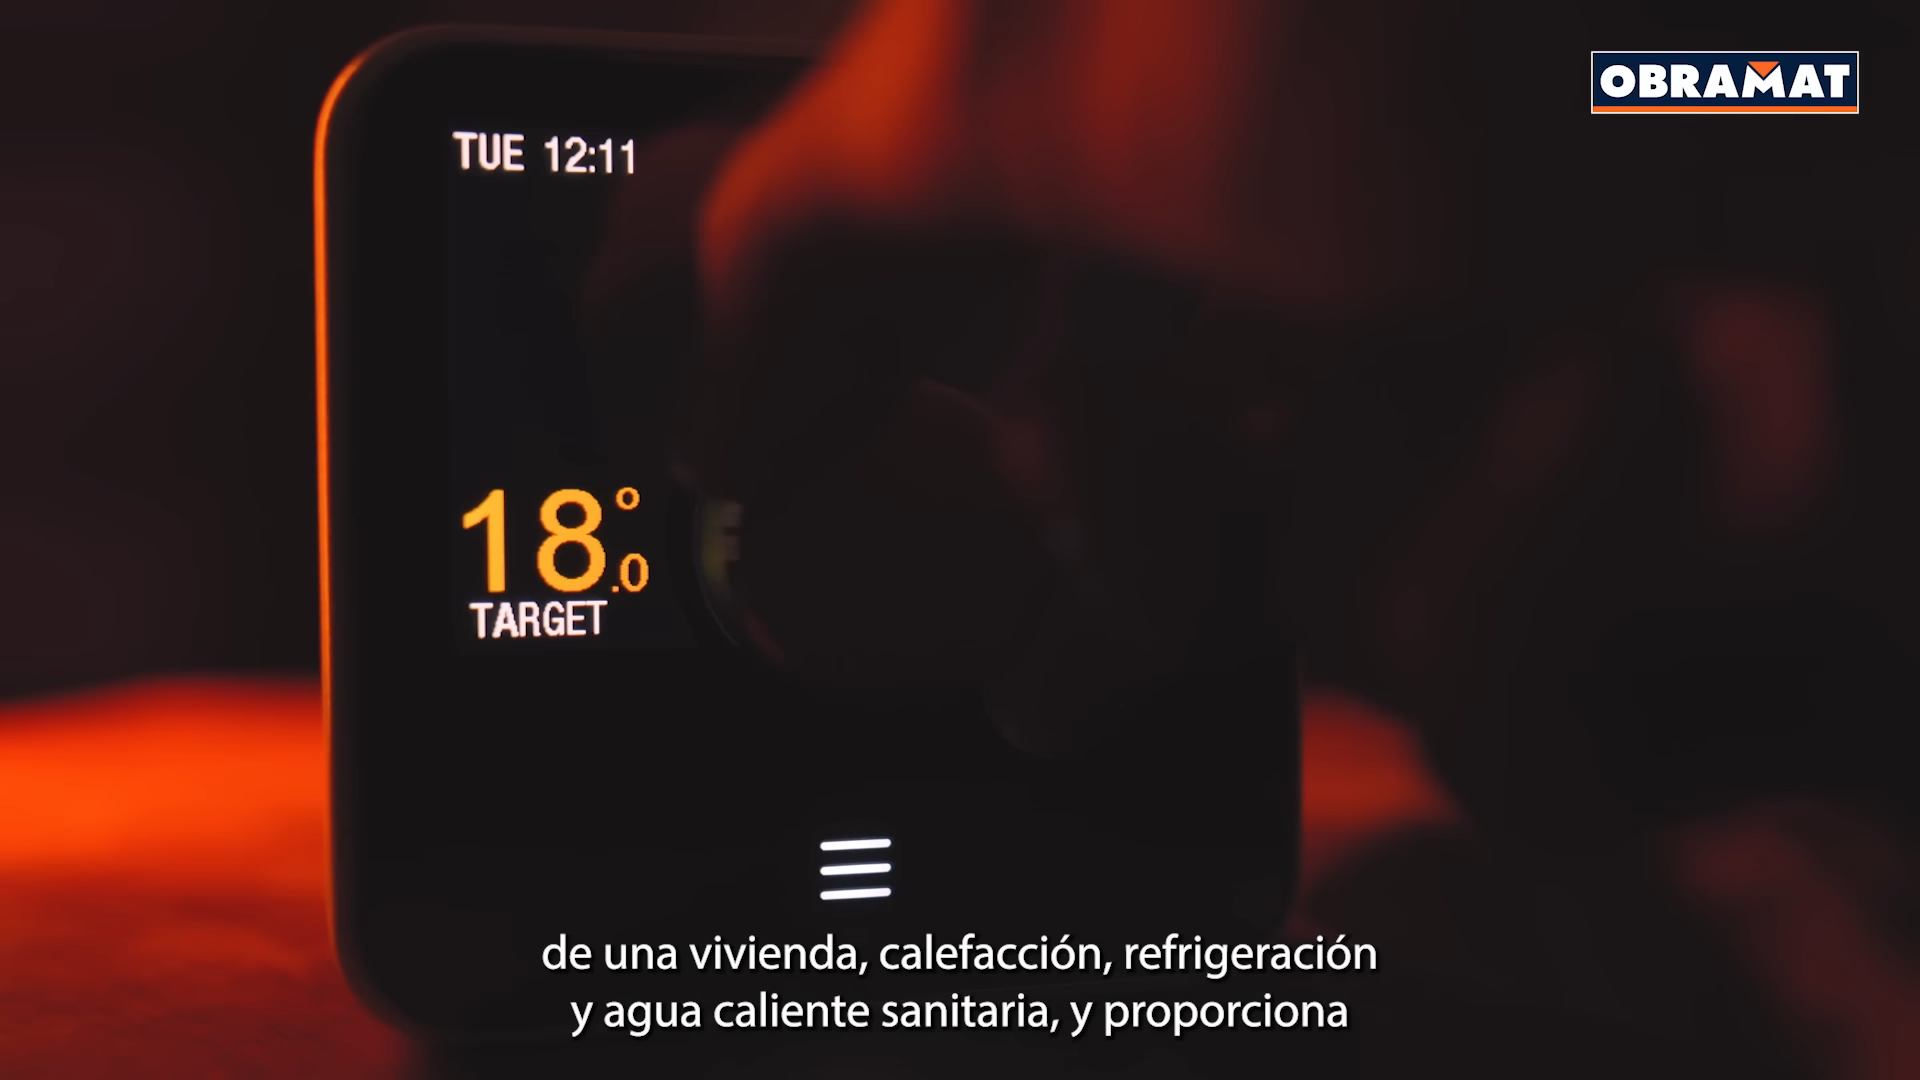 OBRAMAT
TUE 12:11
18.0°
TARGET
de una vivienda, calefacción, refrigeración
y agua caliente sanitaria, y proporciona